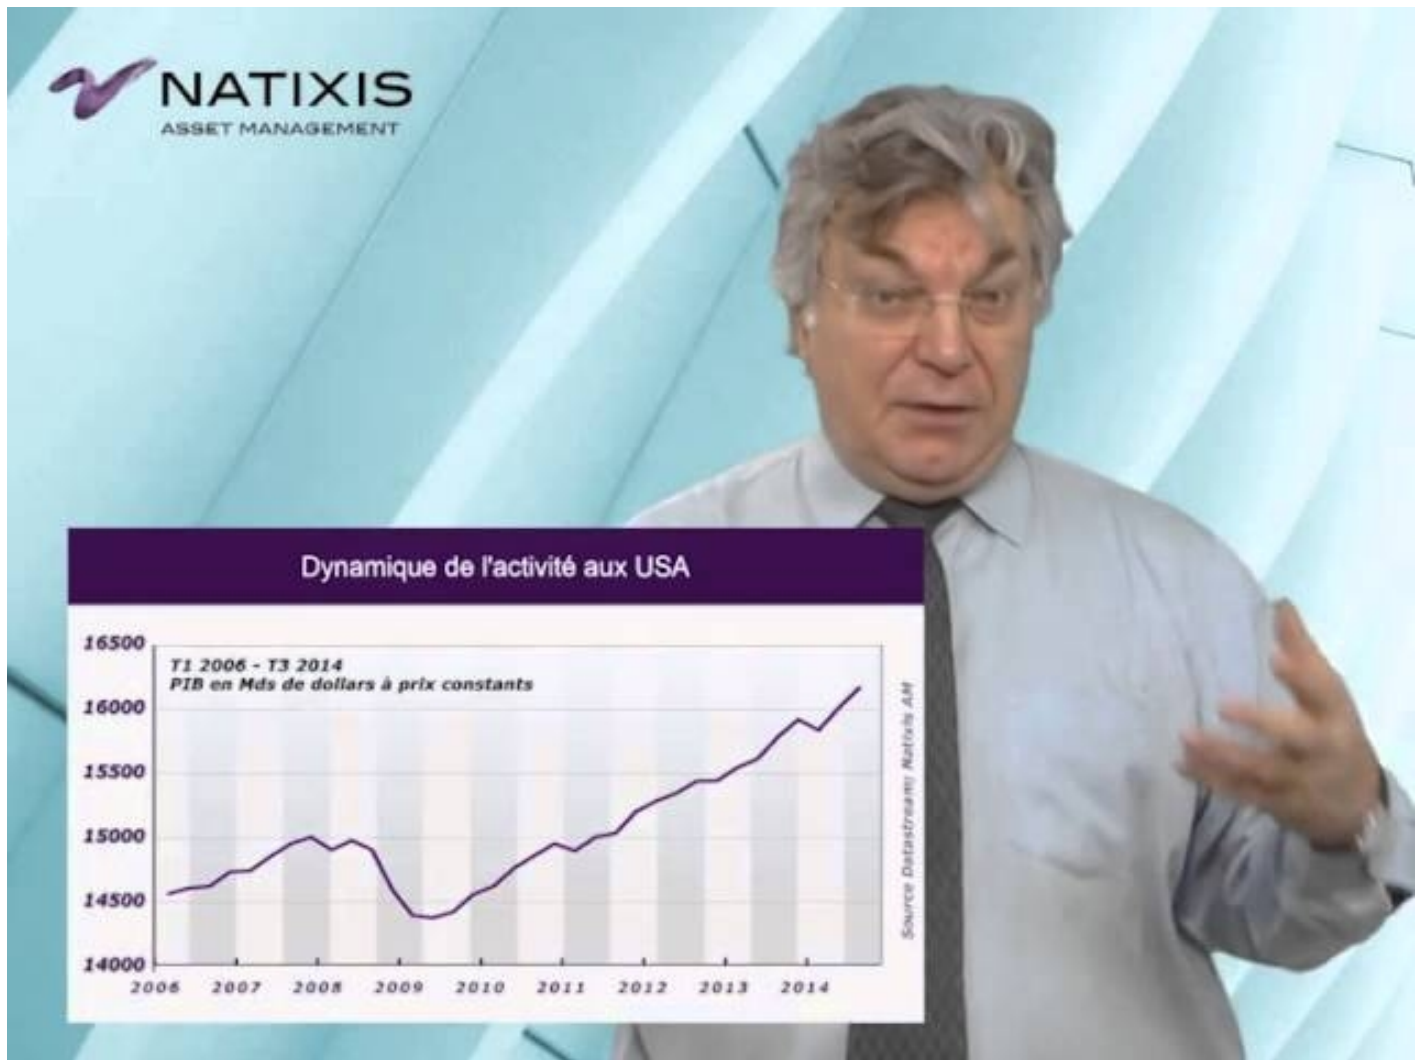 NATIXIS
ASSET MANAGEMENT
Dynamique de l'activité aux USA
T1 2006 - T3 2014
PIB en Mds de dollars à prix constants
16500
16000
15500
15000
14500
14000
2006 2007 2008 2009 2010 2011 2012 2013 2014
Source Datastream; Natixis AM